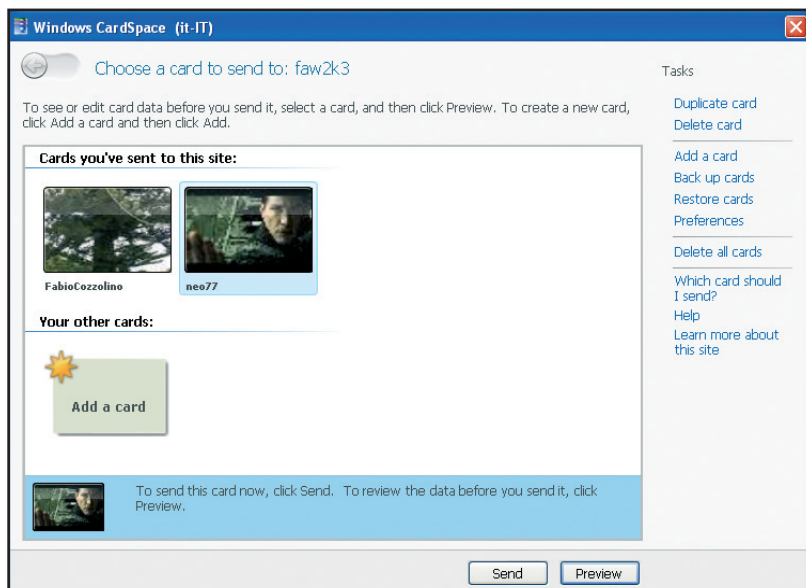 Windows CardSpace (it-IT)
Choose a card to send to: faw2k3
To see or edit card data before you send it, select a card, and then click Preview. To create a new card,
click Add a card and then click Add.
Cards you've sent to this site:
FabioCozzolino
neo77
Your other cards:
Add a card
To send this card now, click Send. To review the data before you send it, click
Preview.
Send
Preview
Tasks
Duplicate card
Delete card
Add a card
Back up cards
Restore cards
Preferences
Delete all cards
Which card should
I send?
Help
Learn more about
this site